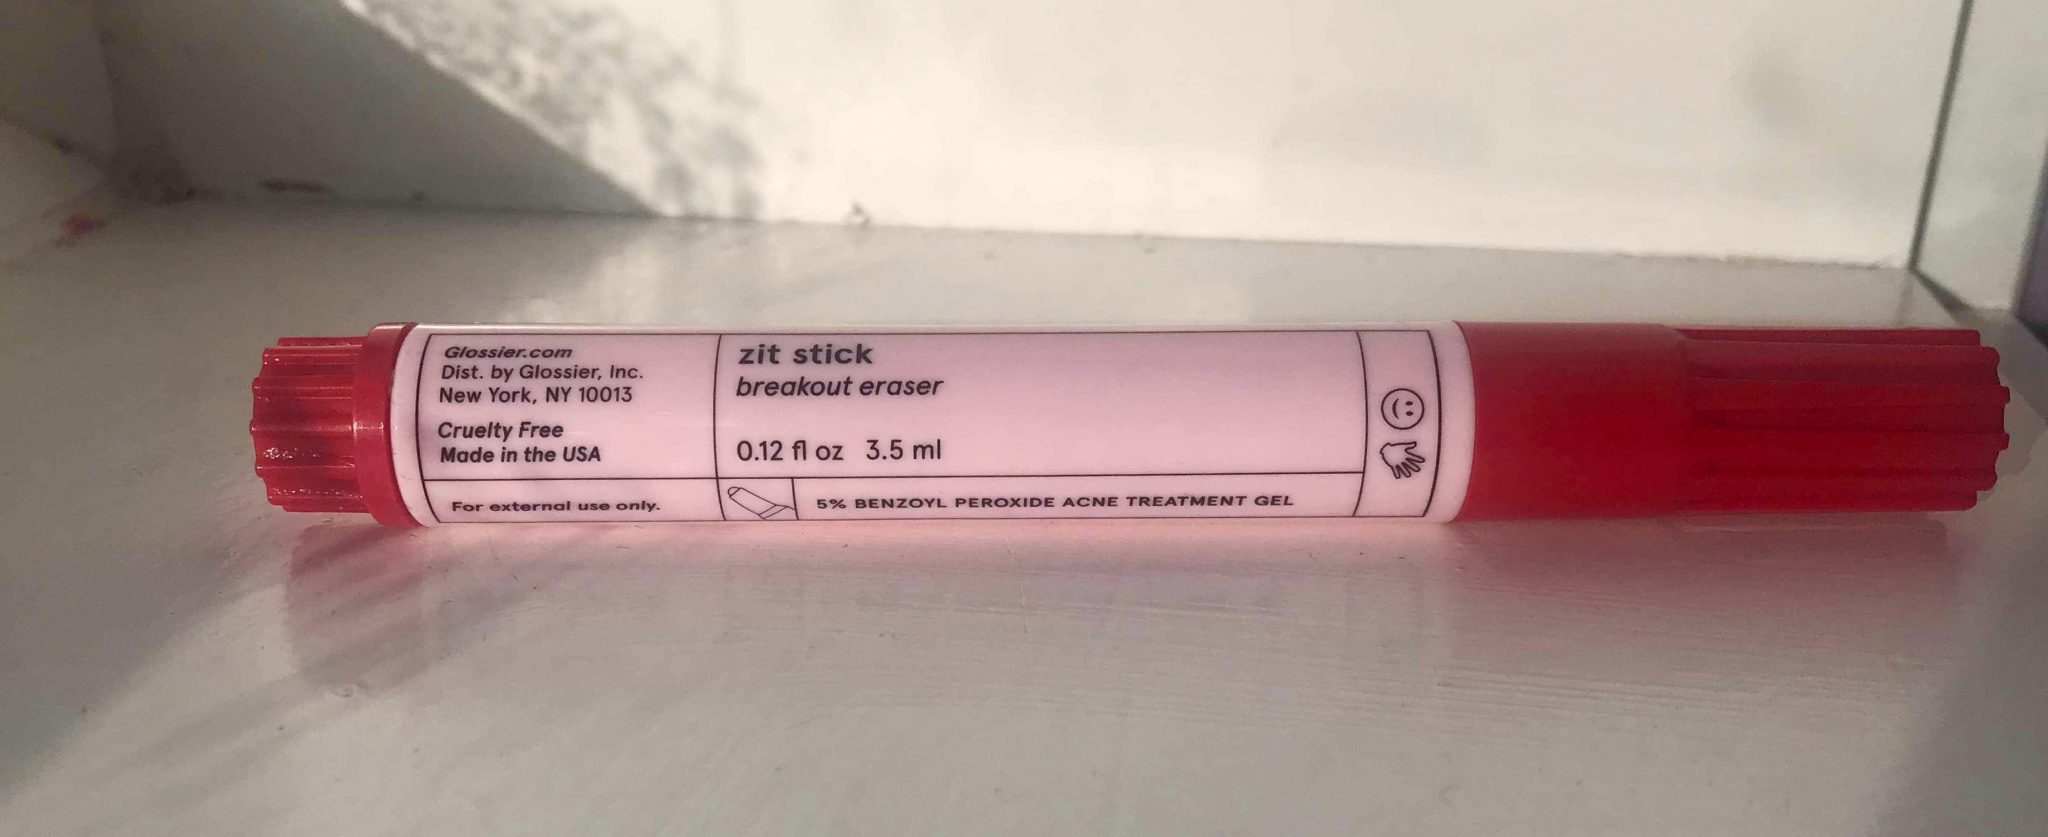 Glossier.com
Dist. by Glossier, Inc.
New York, NY 10013
Cruelty Free
Made in the USA
For external use only.
zit stick
breakout eraser
0.12 fl oz 3.5 ml
5% BENZOYL PEROXIDE ACNE TREATMENT GEL